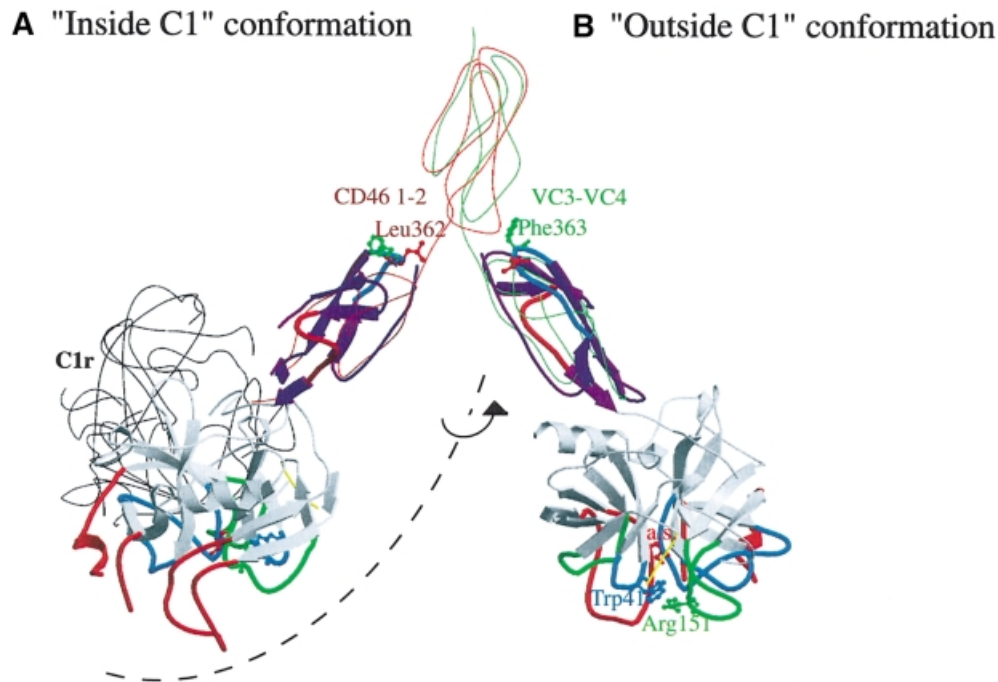 A "Inside C1" conformation
B "Outside C1" conformation
CD46 1-2
VC3-VC4
Leu362
Phe363
C1r
a.s.
Trp41
Arg151